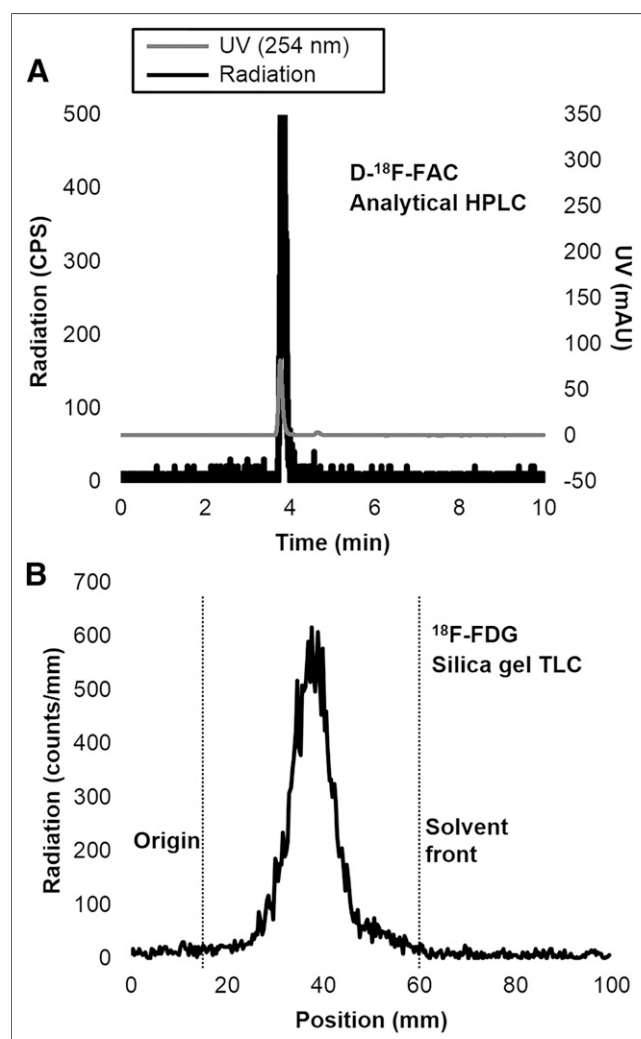 A
UV (254 nm)
Radiation
500
400
300
200
100
0
Radiation (CPS)
D-¹⁸F-FAC
Analytical HPLC
350
300
250
200
150
100
50
0
-50
UV (mAU)
0 2 4 6 8 10
Time (min)
B
700
600
500
400
300
200
100
0
Radiation (counts/mm)
¹⁸F-FDG
Silica gel TLC
Origin
Solvent
front
0 20 40 60 80 100
Position (mm)